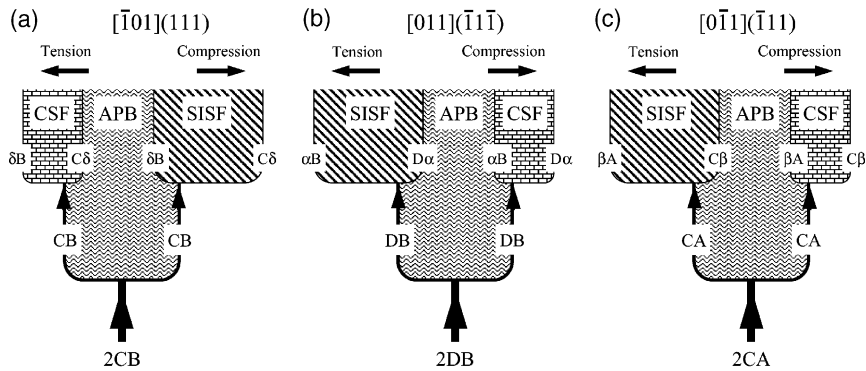 (a) [1̄01](111)
Tension Compression
CSF APB SISF
δB Cδ δB Cδ
CB CB
2CB
(b) [011](1̄11̄)
Tension Compression
SISF APB CSF
αB Dα αB Dα
DB DB
2DB
(c) [01̄1](1̄11)
Tension Compression
SISF APB CSF
βA Cβ βA Cβ
CA CA
2CA